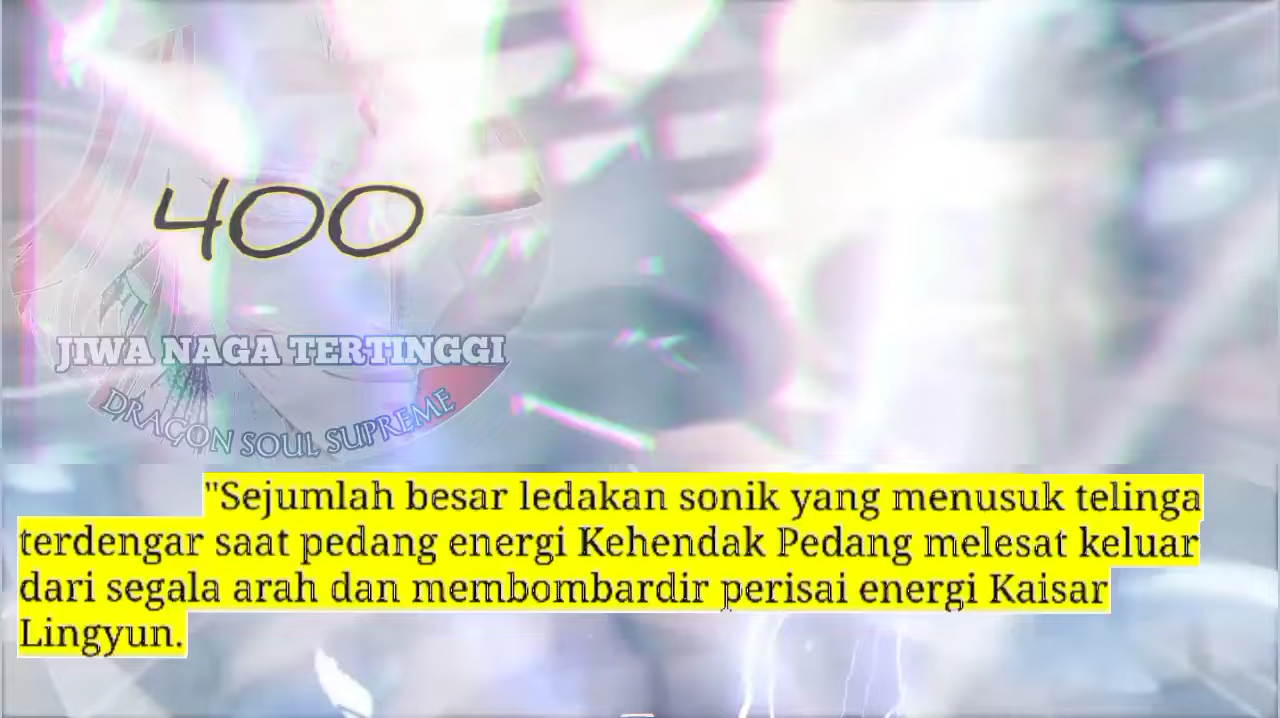 400
JIWA NAGA TERTINGGI
DRAGON SOUL SUPREME
"Sejumlah besar ledakan sonik yang menusuk telinga
terdengar saat pedang energi Kehendak Pedang melesat keluar
dari segala arah dan membombardir perisai energi Kaisar
Lingyun.